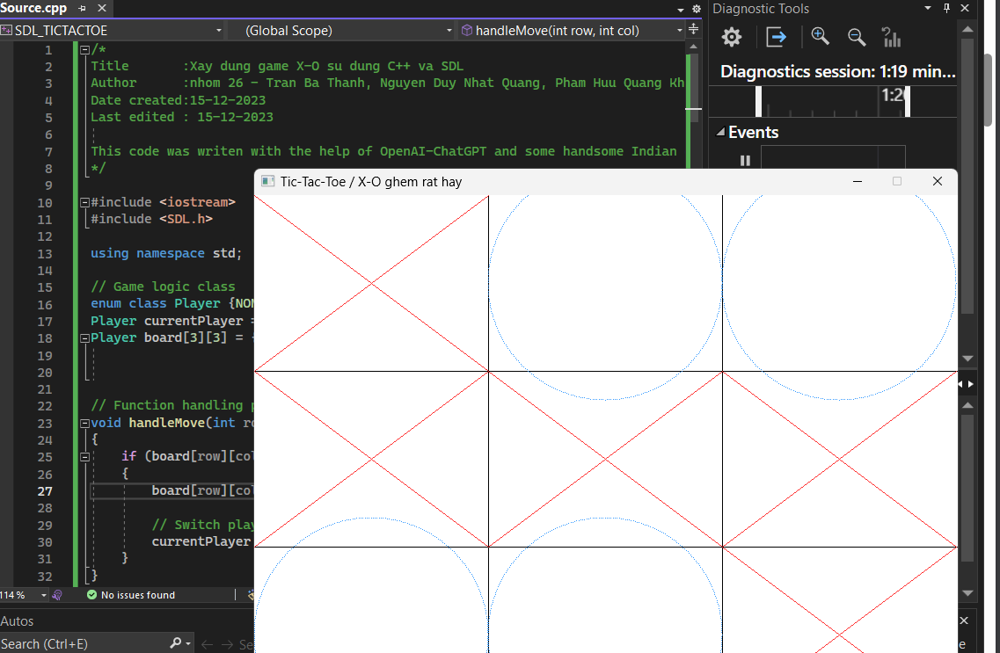 Source.cpp
SDL_TICTACTOE
(Global Scope)
handleMove(int row, int col)
1 /*
2 Title :Xay dung game X-O su dung C++ va SDL
3 Author :nhom 26 - Tran Ba Thanh, Nguyen Duy Nhat Quang, Pham Huu Quang Kh
4 Date created:15-12-2023
5 Last edited : 15-12-2023
6
7 This code was writen with the help of OpenAI-ChatGPT and some handsome Indian
8 */
9
10 #include <iostream>
11 #include <SDL.h>
12
13 using namespace std;
14
15 // Game logic class
16 enum class Player {NON
17 Player currentPlayer =
18 Player board[3][3] = {
19
20
21
22 // Function handling p
23 void handleMove(int ro
24 {
25 if (board[row][col
26 {
27 board[row][col
28
29 // Switch play
30 currentPlayer
31 }
32 }
114 %
No issues found
Autos
Search (Ctrl+E)
Se
Diagnostic Tools
Diagnostics session: 1:19 min...
1:20
Events
Tic-Tac-Toe / X-O ghem rat hay
e